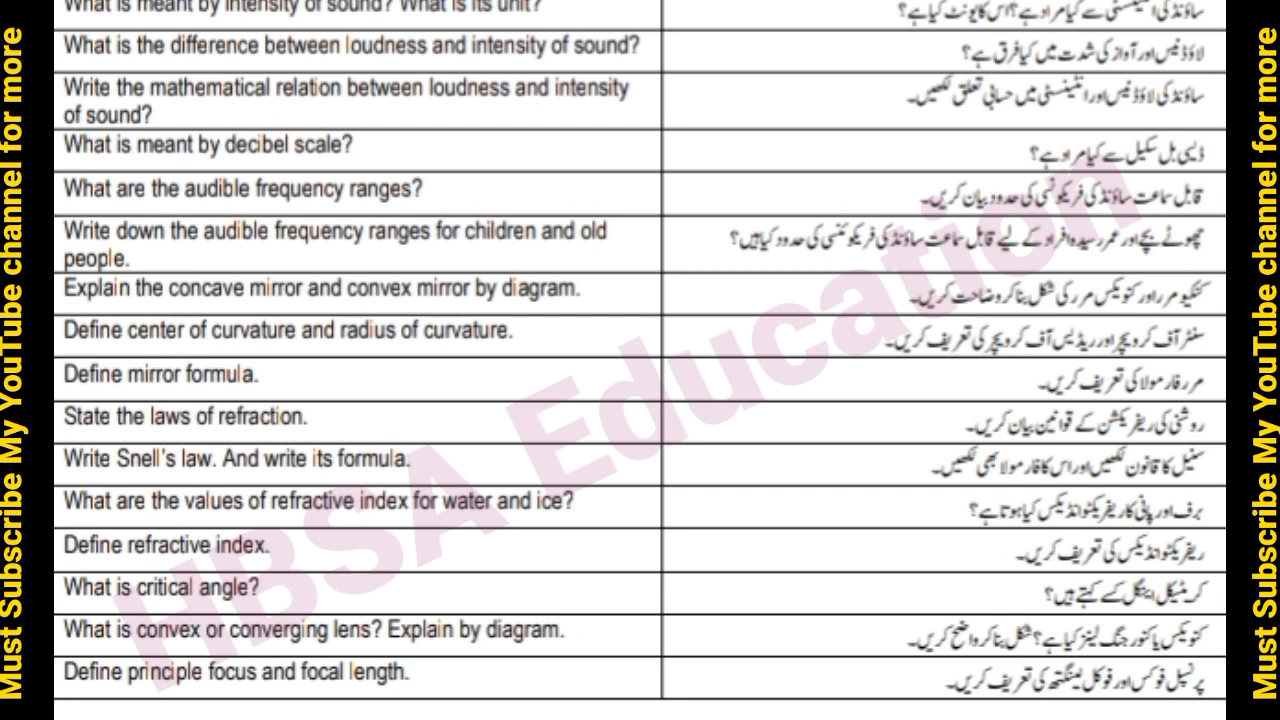 Must Subscribe My YouTube channel for more
What is meant by intensity of sound? What is its unit?
ساؤنڈ کی انٹینسٹی سے کیا مراد ہے؟ اس کا یونٹ کیا ہے؟
What is the difference between loudness and intensity of sound?
لاؤڈنیس اور آواز کی شدت میں کیا فرق ہے؟
Write the mathematical relation between loudness and intensity
of sound?
ساؤنڈ کی لاؤڈنیس اور انٹینسٹی میں حسابی تعلق لکھیں۔
What is meant by decibel scale?
ڈیسی بل سکیل سے کیا مراد ہے؟
What are the audible frequency ranges?
قابل سماعت ساؤنڈ کی فریکوئنسی کی حدود بیان کریں۔
Write down the audible frequency ranges for children and old
people.
چھوٹے بچے اور عمر رسیدہ افراد کے لیے قابل سماعت ساؤنڈ کی فریکوئنسی کی حدود کیا ہیں؟
Explain the concave mirror and convex mirror by diagram.
کنکیو مرر اور کنویکس مرر کی شکل بنا کر وضاحت کریں۔
Define center of curvature and radius of curvature.
سنٹر آف کرویچر اور ریڈیس آف کرویچر کی تعریف کریں۔
Define mirror formula.
مرر فارمولا کی تعریف کریں۔
State the laws of refraction.
روشنی کی ریفریکشن کے قوانین بیان کریں۔
Write Snell's law. And write its formula.
سنیل کا قانون لکھیں اور اس کا فارمولا بھی لکھیں۔
What are the values of refractive index for water and ice?
برف اور پانی کا ریفریکٹو انڈیکس کیا ہوتا ہے؟
Define refractive index.
ریفریکٹو انڈیکس کی تعریف کریں۔
What is critical angle?
کریٹیکل اینگل کسے کہتے ہیں؟
What is convex or converging lens? Explain by diagram.
کنویکس یا کنورجنگ لینز کیا ہے؟ شکل بنا کر واضح کریں۔
Define principle focus and focal length.
پرنسپل فوکس اور فوکل لینگتھ کی تعریف کریں۔
HBSA Education
Must Subscribe My YouTube channel for more